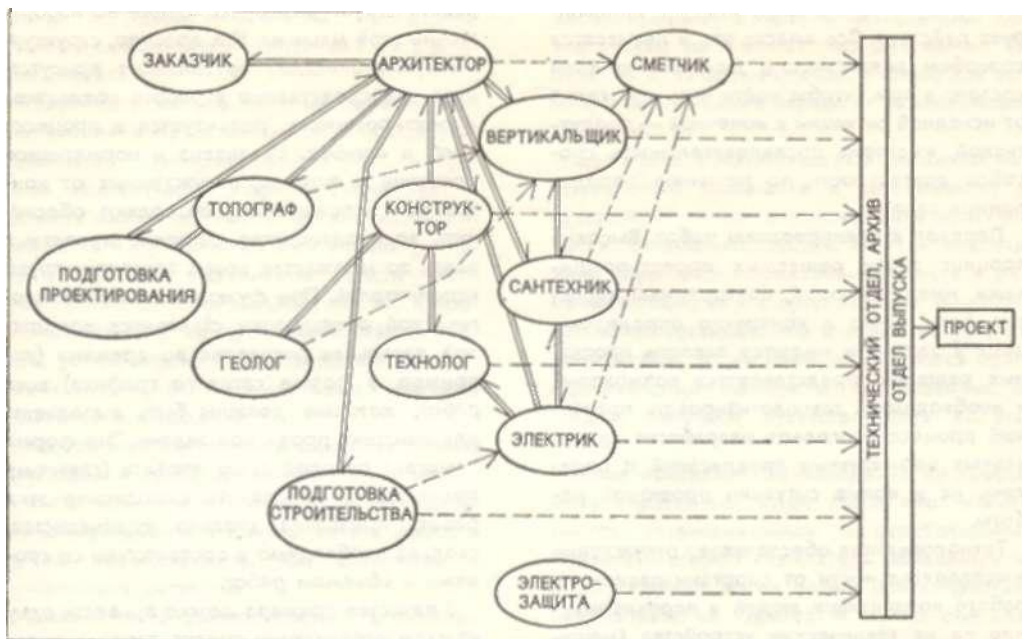 ЗАКАЗЧИК
АРХИТЕКТОР
СМЕТЧИК
ВЕРТИКАЛЬЩИК
ТОПОГРАФ
КОНСТРУК-
ТОР
ПОДГОТОВКА
ПРОЕКТИРОВАНИЯ
САНТЕХНИК
ГЕОЛОГ
ТЕХНОЛОГ
ЭЛЕКТРИК
ПОДГОТОВКА
СТРОИТЕЛЬСТВА
ЭЛЕКТРО-
ЗАЩИТА
ТЕХНИЧЕСКИЙ ОТДЕЛ, АРХИВ
ОТДЕЛ ВЫПУСКА
ПРОЕКТ